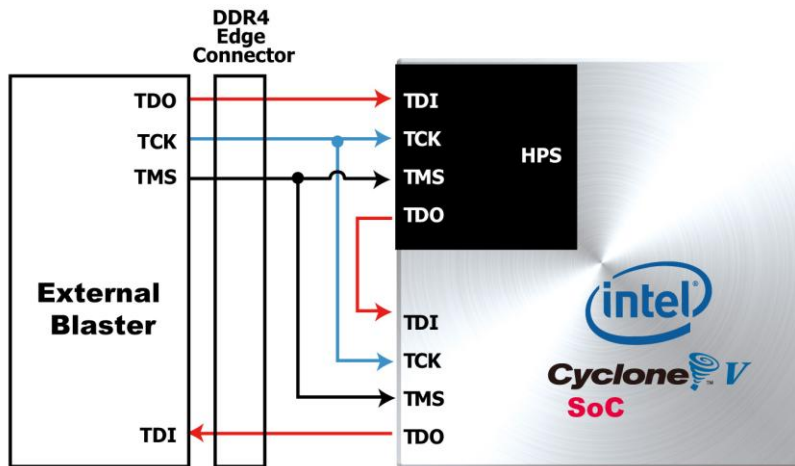 DDR4
Edge
Connector
TDO
TCK
TMS
External
Blaster
TDI
TDI
TCK
TMS
TDO
HPS
TDI
TCK
TMS
TDO
intel®
Cyclone™ V
SoC